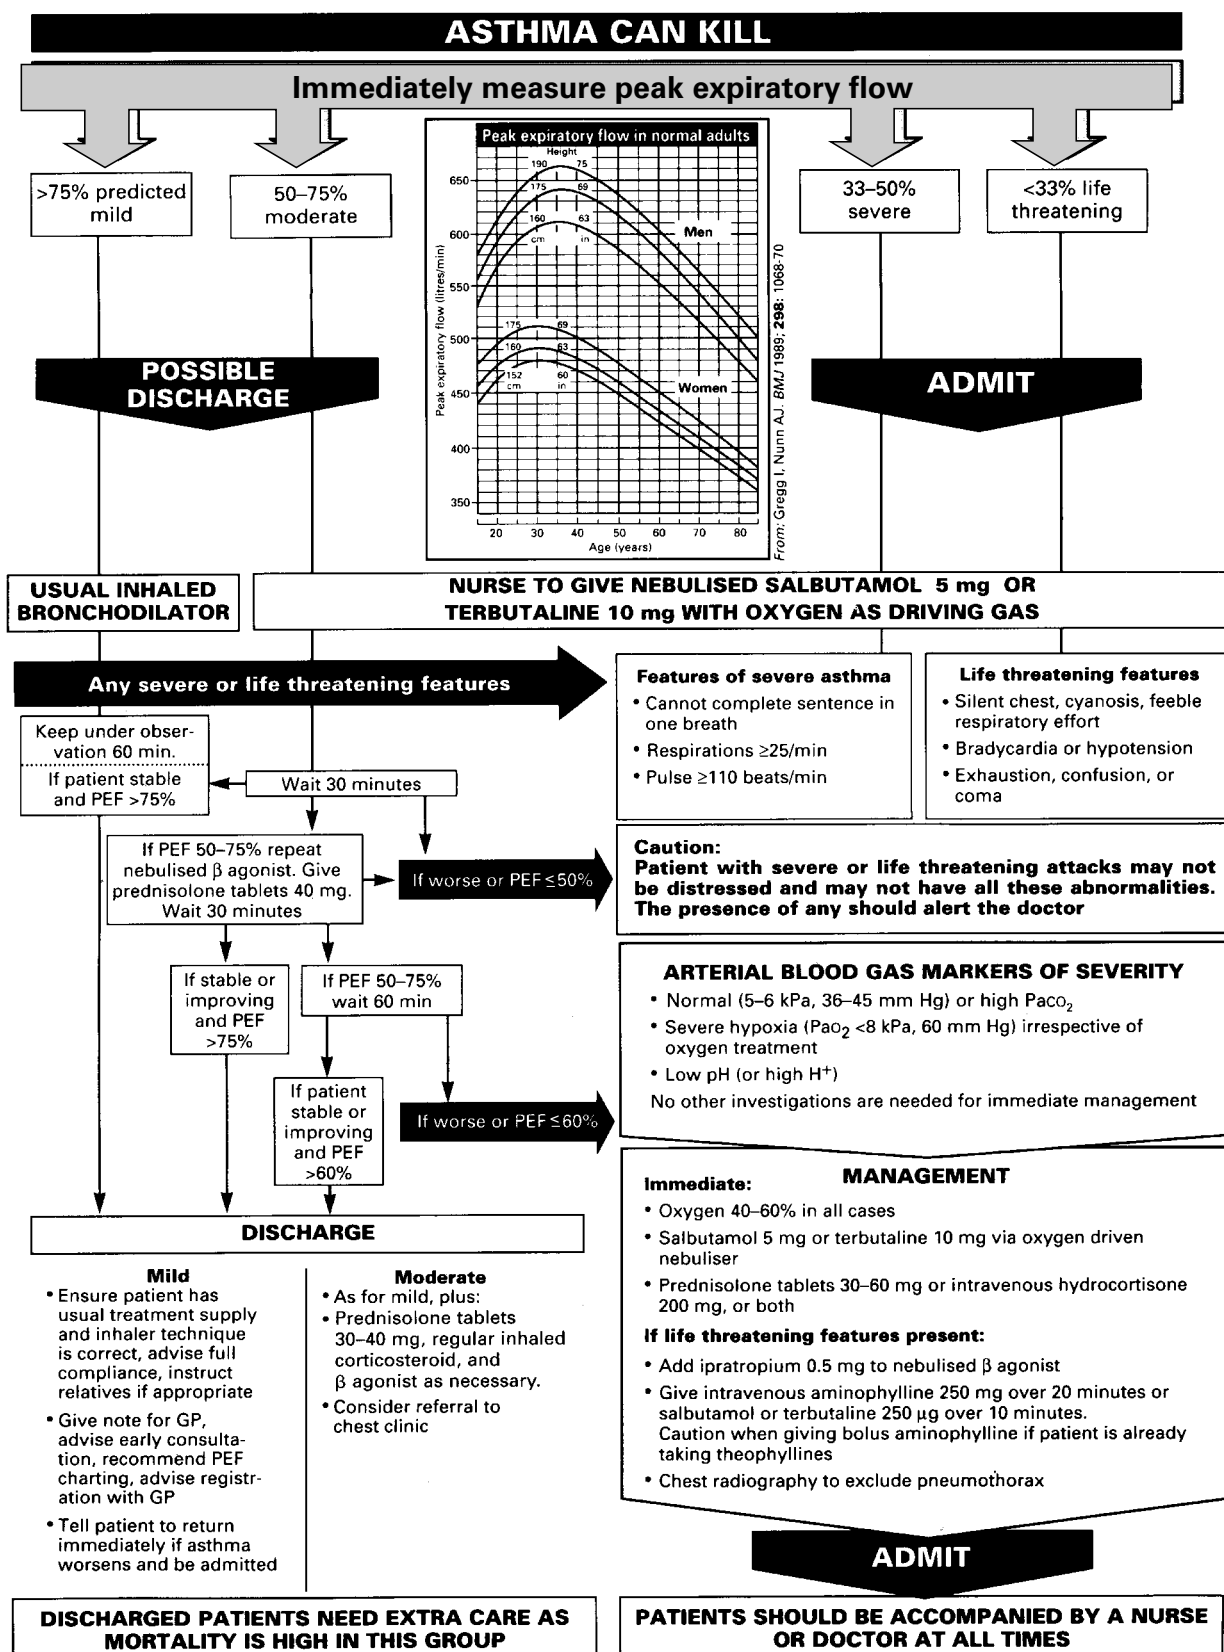 ASTHMA CAN KILL
Immediately measure peak expiratory flow
>75% predicted
mild
50–75%
moderate
33–50%
severe
<33% life
threatening
Peak expiratory flow in normal adults
Height
190 75
175 69
160 63
cm in
Men
175 69
160 63
152 60
cm in
Women
650
600
550
500
450
400
350
Peak expiratory flow (litres/min)
20 30 40 50 60 70 80
Age (years)
From: Gregg I, Nunn AJ. BMJ 1989; 298: 1068-70
POSSIBLE
DISCHARGE
ADMIT
USUAL INHALED
BRONCHODILATOR
NURSE TO GIVE NEBULISED SALBUTAMOL 5 mg OR
TERBUTALINE 10 mg WITH OXYGEN AS DRIVING GAS
Any severe or life threatening features
Keep under obser-
vation 60 min.
If patient stable
and PEF >75%
Wait 30 minutes
If PEF 50–75% repeat
nebulised β agonist. Give
prednisolone tablets 40 mg.
Wait 30 minutes
If worse or PEF ≤50%
If stable or
improving
and PEF
>75%
If PEF 50–75%
wait 60 min
If patient
stable or
improving
and PEF
>60%
If worse or PEF ≤60%
DISCHARGE
Mild
• Ensure patient has
usual treatment supply
and inhaler technique
is correct, advise full
compliance, instruct
relatives if appropriate
• Give note for GP,
advise early consulta-
tion, recommend PEF
charting, advise registr-
ation with GP
• Tell patient to return
immediately if asthma
worsens and be admitted
Moderate
• As for mild, plus:
• Prednisolone tablets
30–40 mg, regular inhaled
corticosteroid, and
β agonist as necessary.
• Consider referral to
chest clinic
DISCHARGED PATIENTS NEED EXTRA CARE AS
MORTALITY IS HIGH IN THIS GROUP
Features of severe asthma
• Cannot complete sentence in
one breath
• Respirations ≥25/min
• Pulse ≥110 beats/min
Life threatening features
• Silent chest, cyanosis, feeble
respiratory effort
• Bradycardia or hypotension
• Exhaustion, confusion, or
coma
Caution:
Patient with severe or life threatening attacks may not
be distressed and may not have all these abnormalities.
The presence of any should alert the doctor
ARTERIAL BLOOD GAS MARKERS OF SEVERITY
• Normal (5–6 kPa, 36–45 mm Hg) or high PaCO₂
• Severe hypoxia (PaO₂ <8 kPa, 60 mm Hg) irrespective of
oxygen treatment
• Low pH (or high H⁺)
No other investigations are needed for immediate management
MANAGEMENT
Immediate:
• Oxygen 40–60% in all cases
• Salbutamol 5 mg or terbutaline 10 mg via oxygen driven
nebuliser
• Prednisolone tablets 30–60 mg or intravenous hydrocortisone
200 mg, or both
If life threatening features present:
• Add ipratropium 0.5 mg to nebulised β agonist
• Give intravenous aminophylline 250 mg over 20 minutes or
salbutamol or terbutaline 250 µg over 10 minutes.
Caution when giving bolus aminophylline if patient is already
taking theophyllines
• Chest radiography to exclude pneumothorax
ADMIT
PATIENTS SHOULD BE ACCOMPANIED BY A NURSE
OR DOCTOR AT ALL TIMES